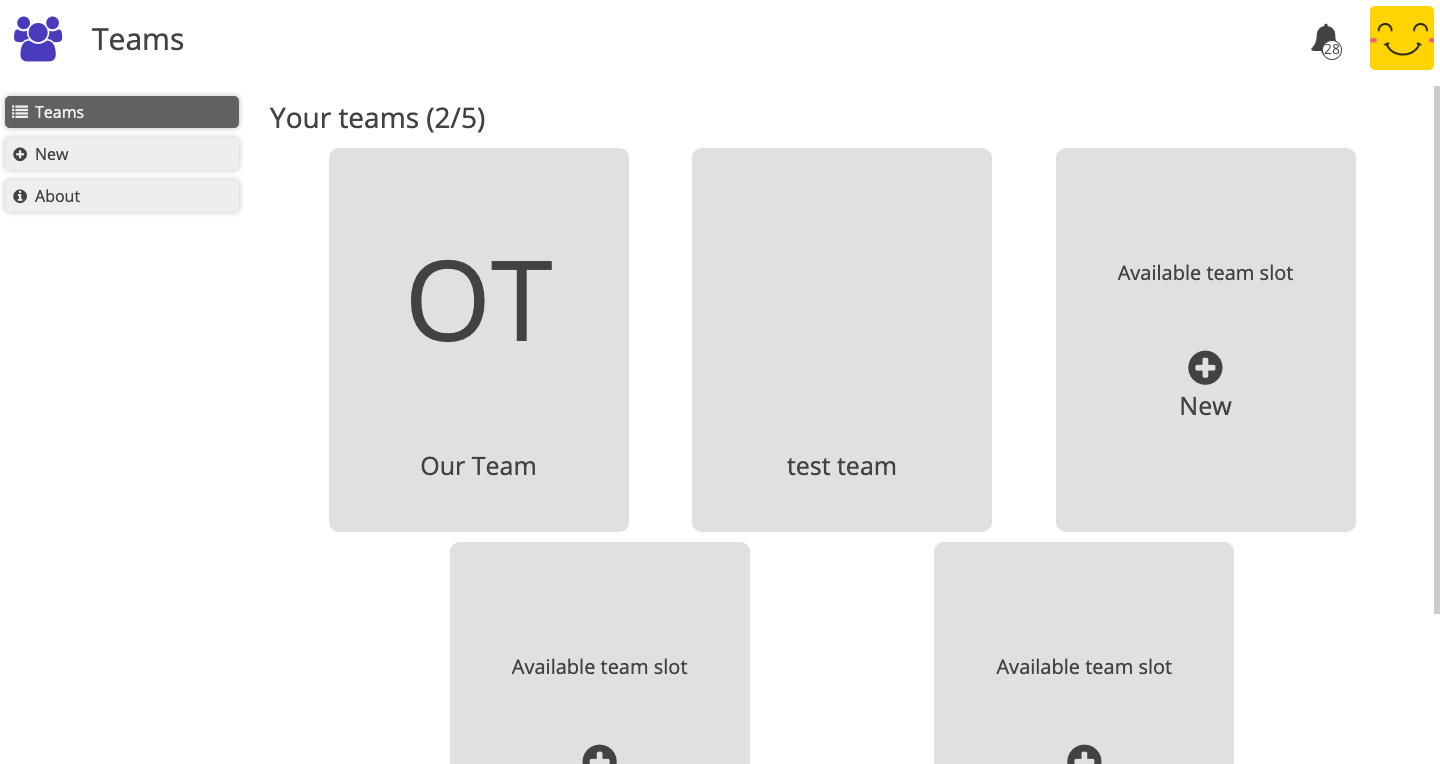 Teams
28
Teams
New
About
Your teams (2/5)
OT
Our Team
test team
Available team slot
New
Available team slot
Available team slot